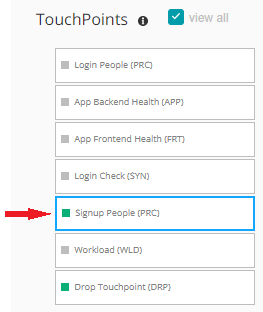 TouchPoints view all
Login People (PRC)
App Backend Health (APP)
App Frontend Health (FRT)
Login Check (SYN)
Signup People (PRC)
Workload (WLD)
Drop Touchpoint (DRP)